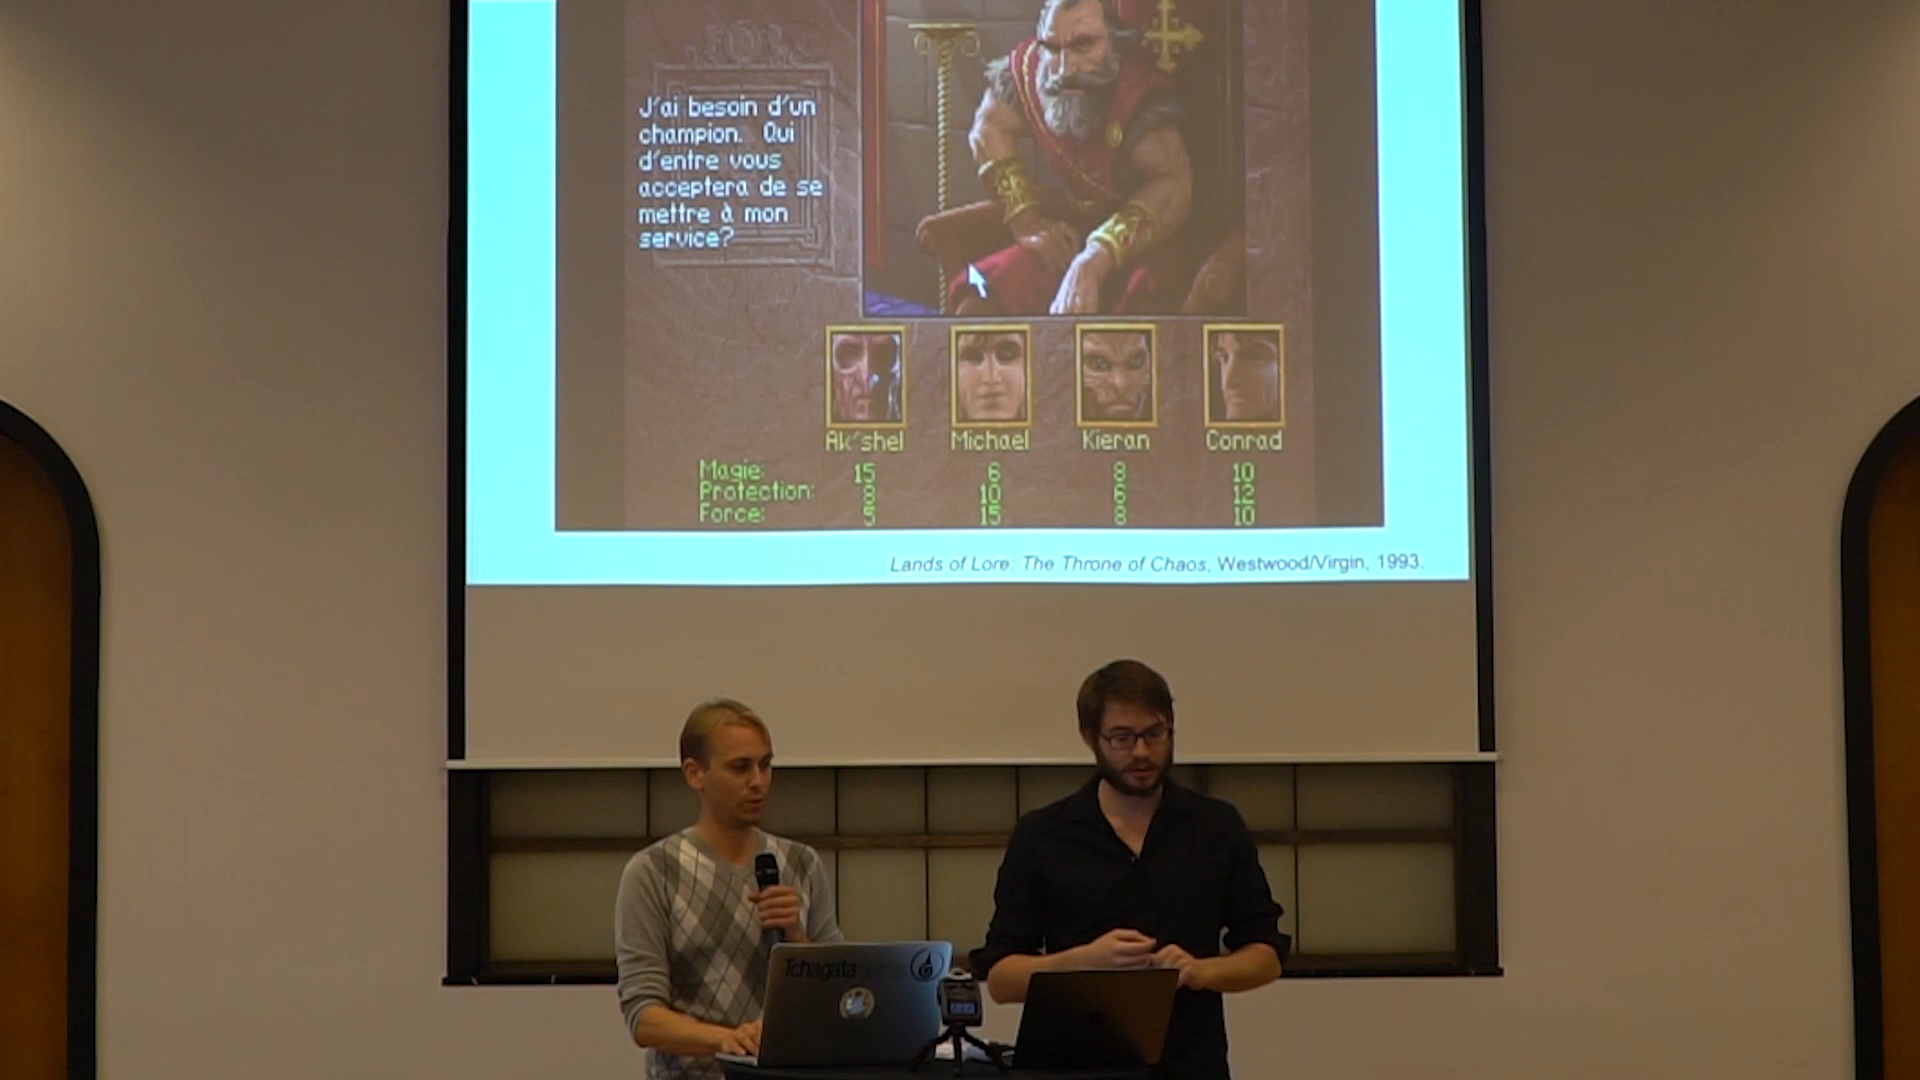 J'ai besoin d'un
champion. Qui
d'entre vous
acceptera de se
mettre à mon
service?
Ak'shel Michael Kieran Conrad
Magie: 15 6 8 10
Protection: 8 10 6 12
Force: 5 15 8 10
Lands of Lore: The Throne of Chaos, Westwood/Virgin, 1993.
Tchagata